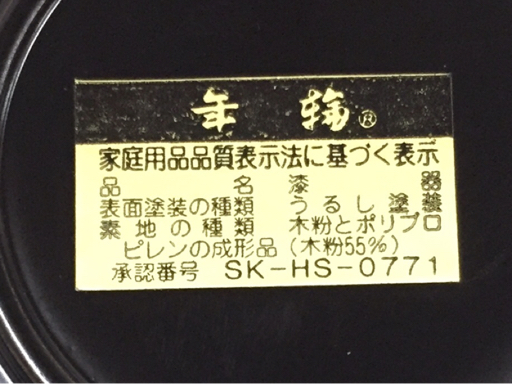 年輪®
家庭用品品質表示法に基づく表示
品名 漆器
表面塗装の種類 うるし塗装
素地の種類 木粉とポリプロ
ピレンの成形品(木粉55%)
承認番号 SK-HS-0771